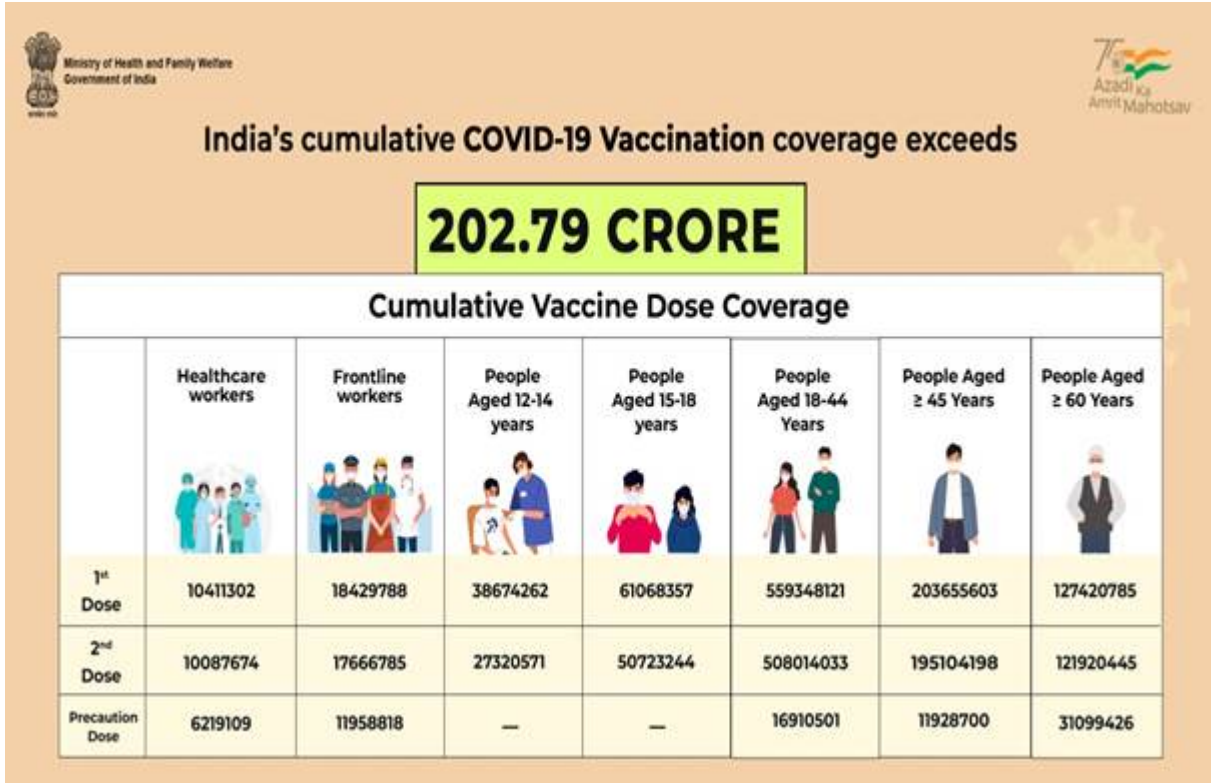 Ministry of Health and Family Welfare
Government of India
75
Azadi Ka
Amrit Mahotsav
India's cumulative COVID-19 Vaccination coverage exceeds
202.79 CRORE
Cumulative Vaccine Dose Coverage
Healthcare
workers
Frontline
workers
People
Aged 12-14
years
People
Aged 15-18
years
People
Aged 18-44
Years
People Aged
≥ 45 Years
People Aged
≥ 60 Years
1st
Dose
10411302
18429788
38674262
61068357
559348121
203655603
127420785
2nd
Dose
10087674
17666785
27320571
50723244
508014033
195104198
121920445
Precaution
Dose
6219109
11958818
—
—
16910501
11928700
31099426